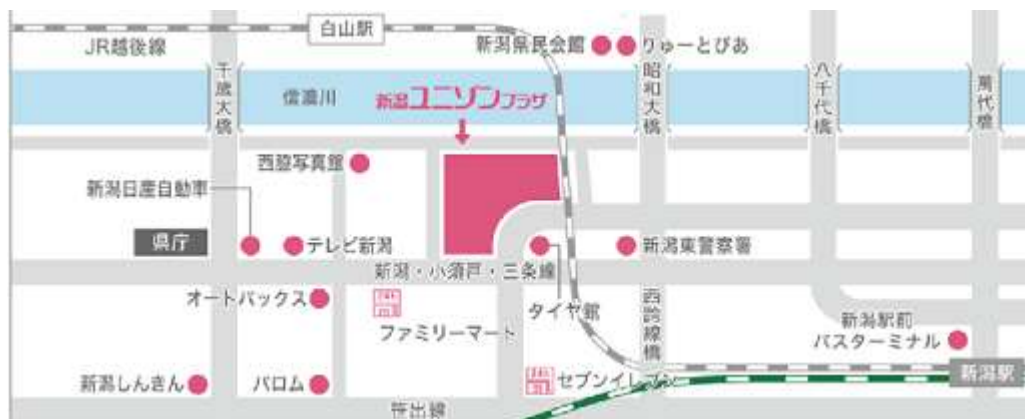 白山駅
JR越後線
新潟県民会館
りゅーとぴあ
千歳大橋
信濃川
新潟ユニゾンプラザ
昭和大橋
八千代橋
萬代橋
西脇写真館
新潟日産自動車
県庁
テレビ新潟
新潟東警察署
新潟・小須戸・三条線
オートバックス
タイヤ館
ファミリーマート
西跨線橋
新潟駅前
バスターミナル
新潟しんきん
パロム
セブンイレブン
新潟駅
笹出線